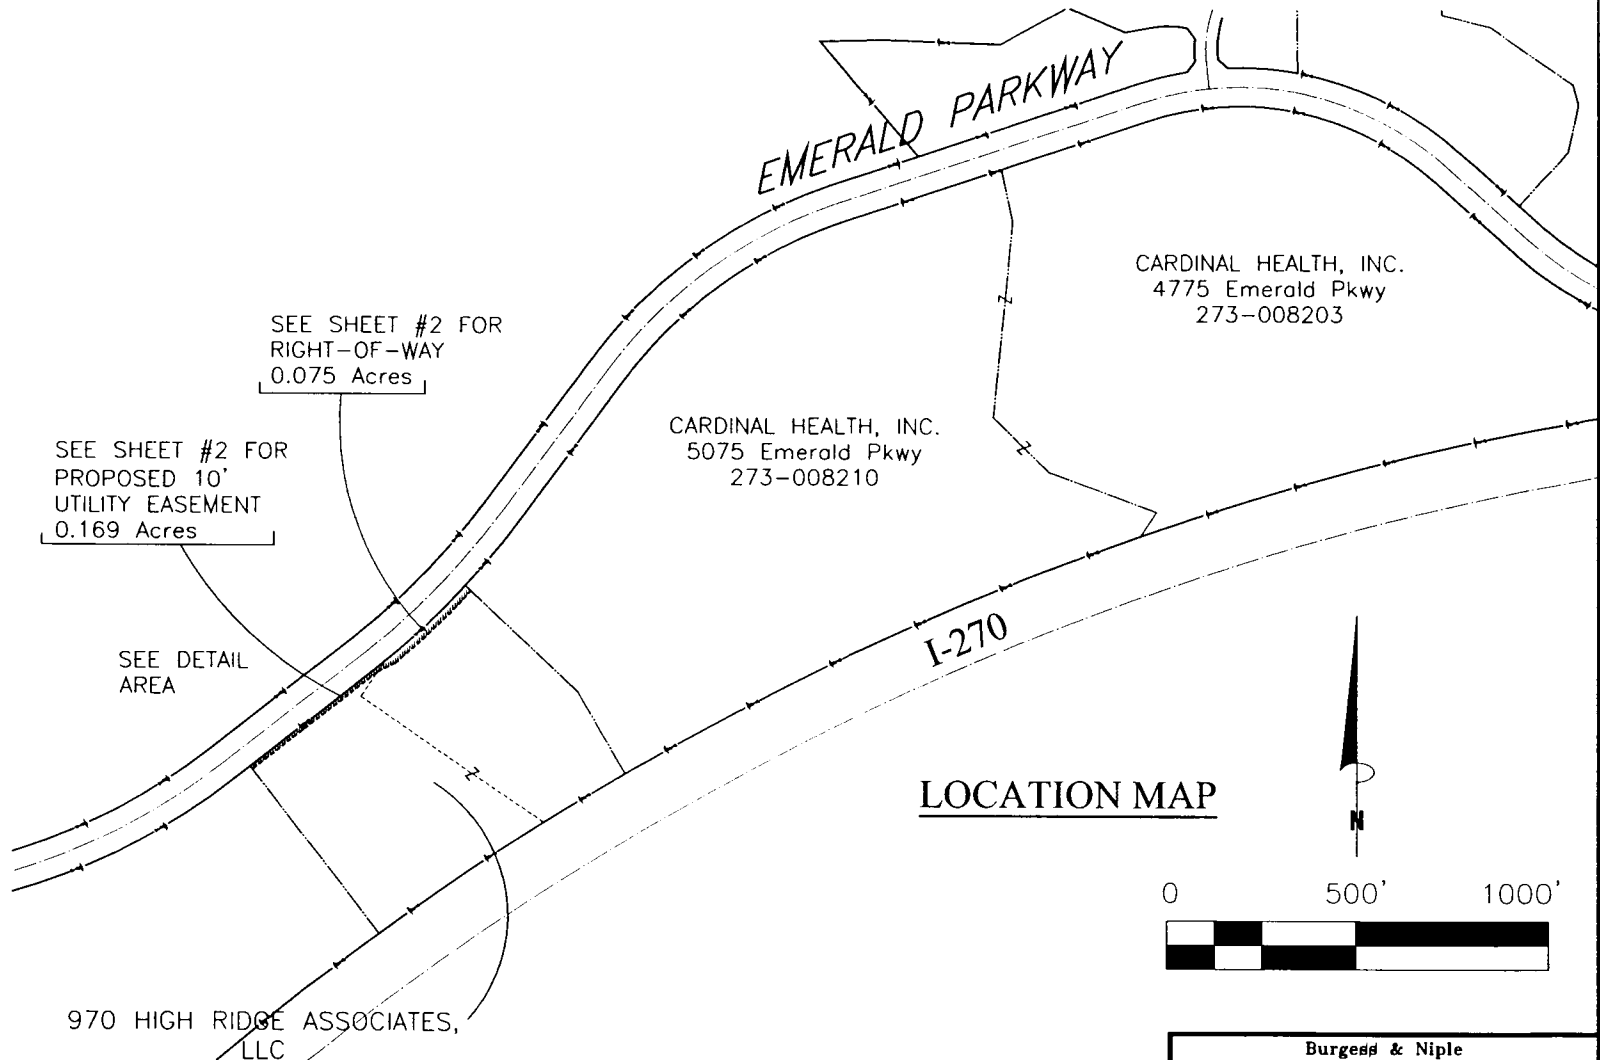 EMERALD PARKWAY
CARDINAL HEALTH, INC.
4775 Emerald Pkwy
273-008203
SEE SHEET #2 FOR
RIGHT-OF-WAY
0.075 Acres
CARDINAL HEALTH, INC.
5075 Emerald Pkwy
273-008210
SEE SHEET #2 FOR
PROPOSED 10'
UTILITY EASEMENT
0.169 Acres
SEE DETAIL
AREA
I-270
Z
Z
Z
LOCATION MAP
N
0 500' 1000'
970 HIGH RIDGE ASSOCIATES,
LLC
Burgess & Niple